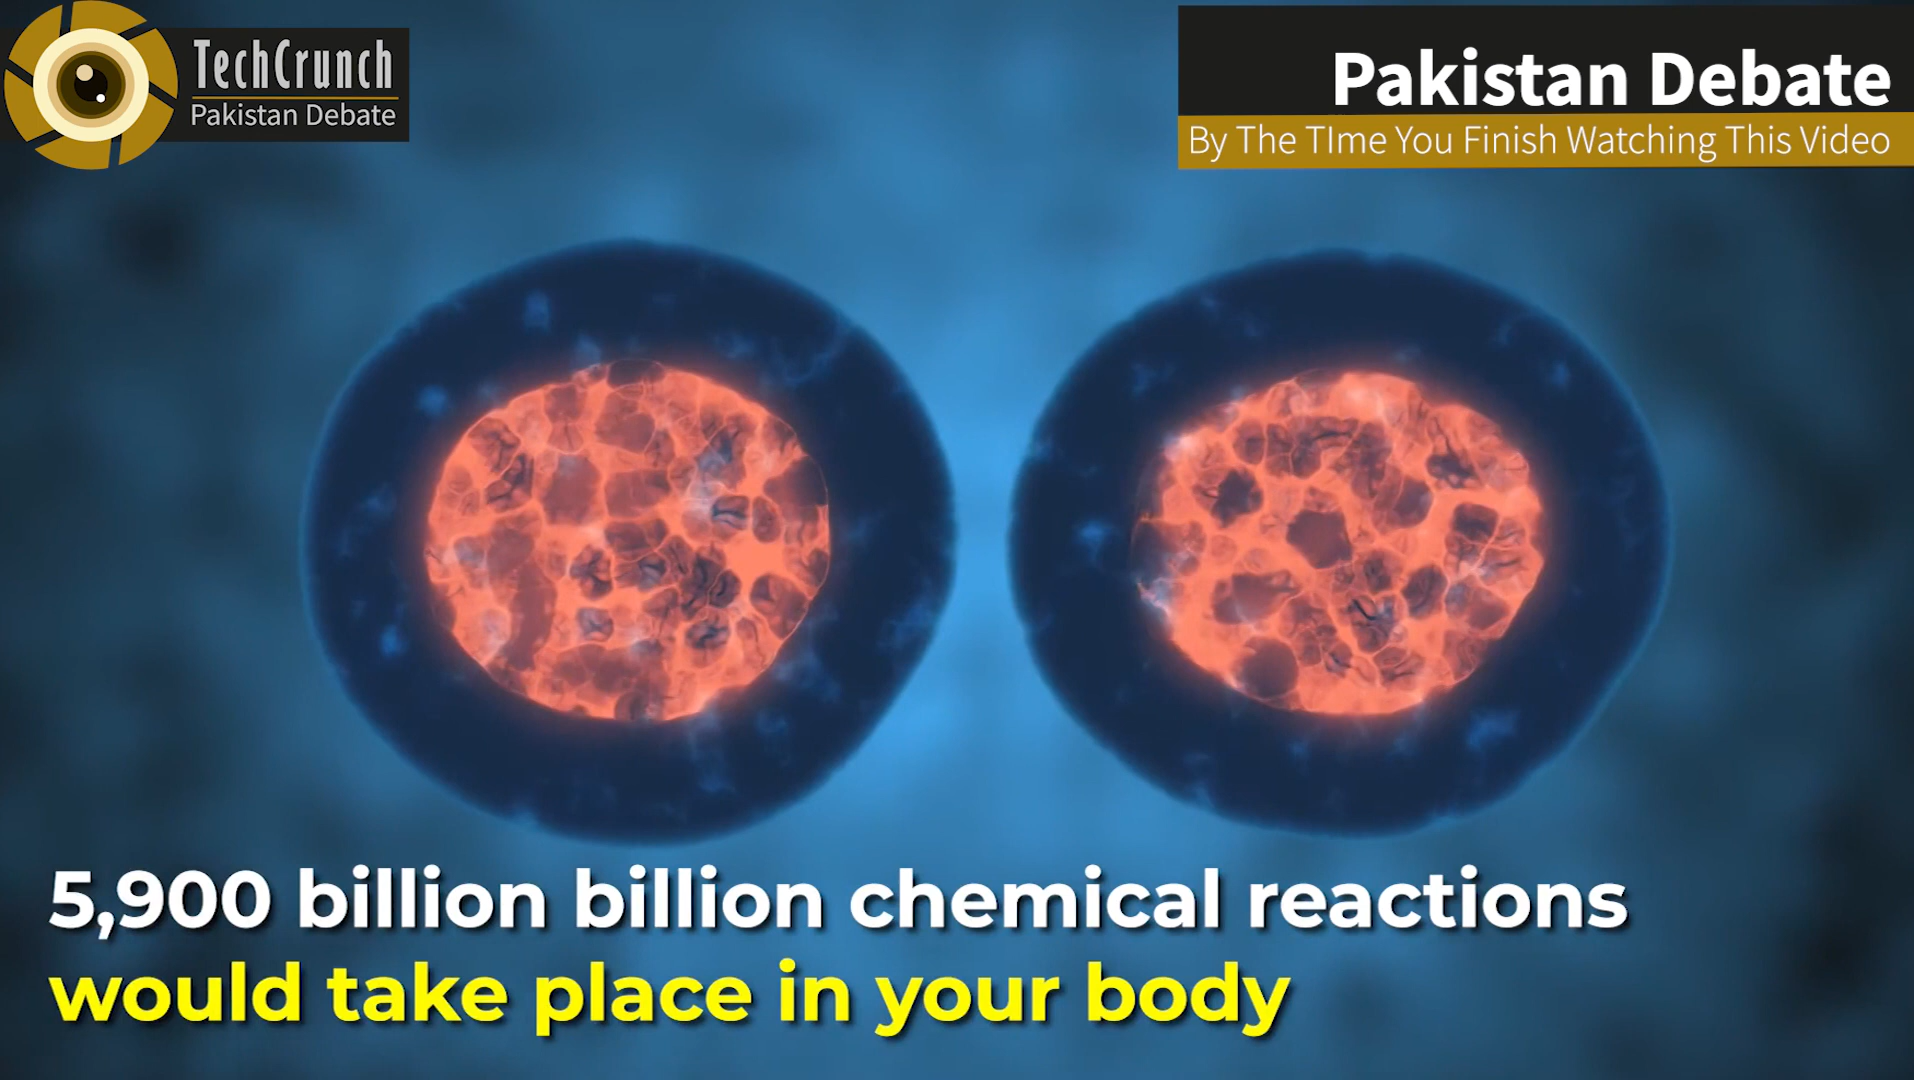 TechCrunch
Pakistan Debate
Pakistan Debate
By The TIme You Finish Watching This Video
5,900 billion billion chemical reactions
would take place in your body